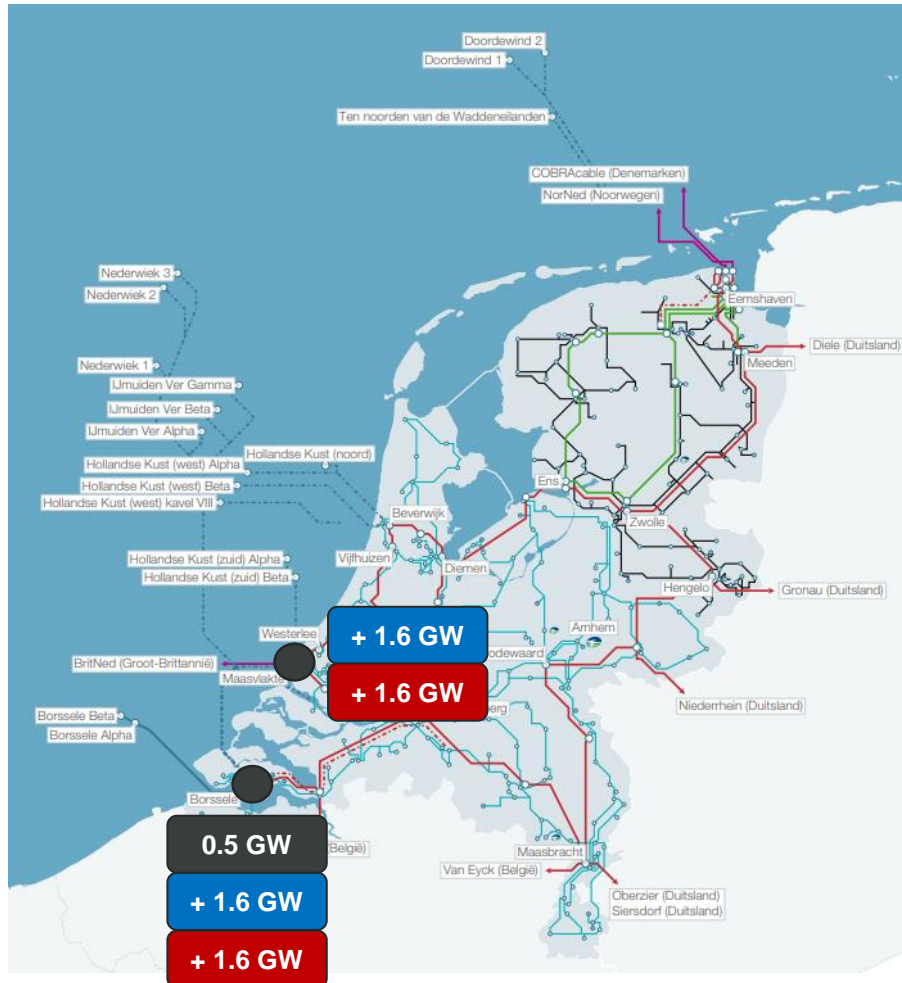 Doordewind 2
Doordewind 1
Ten noorden van de Waddeneilanden
COBRAcable (Denemarken)
NorNed (Noorwegen)
Nederwiek 3
Nederwiek 2
Eemshaven
Diele (Duitsland)
Meeden
Nederwiek 1
IJmuiden Ver Gamma
IJmuiden Ver Beta
IJmuiden Ver Alpha
Hollandse Kust (noord)
Hollandse Kust (west) Alpha
Hollandse Kust (west) Beta
Hollandse Kust (west) kavel VIII
Ens
Beverwijk
Zwolle
Vijfhuizen
Diemen
Hollandse Kust (zuid) Alpha
Hollandse Kust (zuid) Beta
Hengelo
Gronau (Duitsland)
Westerlee
+ 1.6 GW
Arnhem
odewaard
BritNed (Groot-Brittannië)
Maasvlakte
+ 1.6 GW
Niederrhein (Duitsland)
erg
Borssele Beta
Borssele Alpha
Borssele
0.5 GW
(België)
Maasbracht
Van Eyck (België)
+ 1.6 GW
Oberzier (Duitsland)
Siersdorf (Duitsland)
+ 1.6 GW